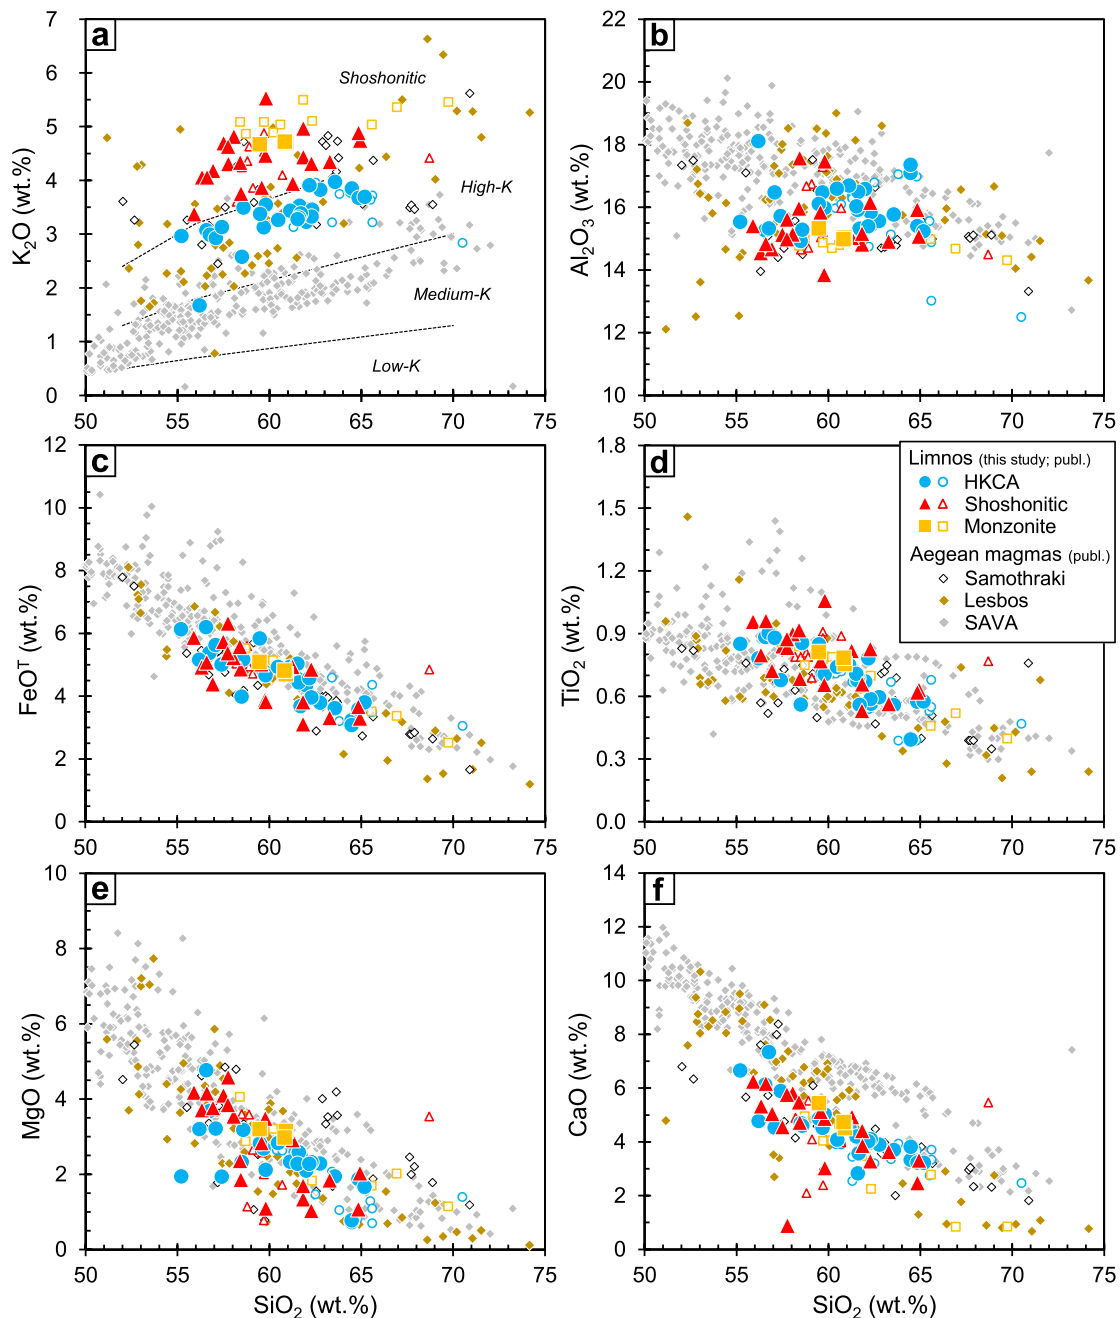 a
K₂O (wt.%)
7
6
5
4
3
2
1
0
Shoshonitic
High-K
Medium-K
Low-K
50 55 60 65 70 75
b
Al₂O₃ (wt.%)
22
20
18
16
14
12
10
50 55 60 65 70 75
c
FeOᵀ (wt.%)
12
10
8
6
4
2
0
50 55 60 65 70 75
d
TiO₂ (wt.%)
1.8
1.5
1.2
0.9
0.6
0.3
0.0
50 55 60 65 70 75
Limnos (this study; publ.)
HKCA
Shoshonitic
Monzonite
Aegean magmas (publ.)
Samothraki
Lesbos
SAVA
e
MgO (wt.%)
10
8
6
4
2
0
50 55 60 65 70 75
SiO₂ (wt.%)
f
CaO (wt.%)
14
12
10
8
6
4
2
0
50 55 60 65 70 75
SiO₂ (wt.%)